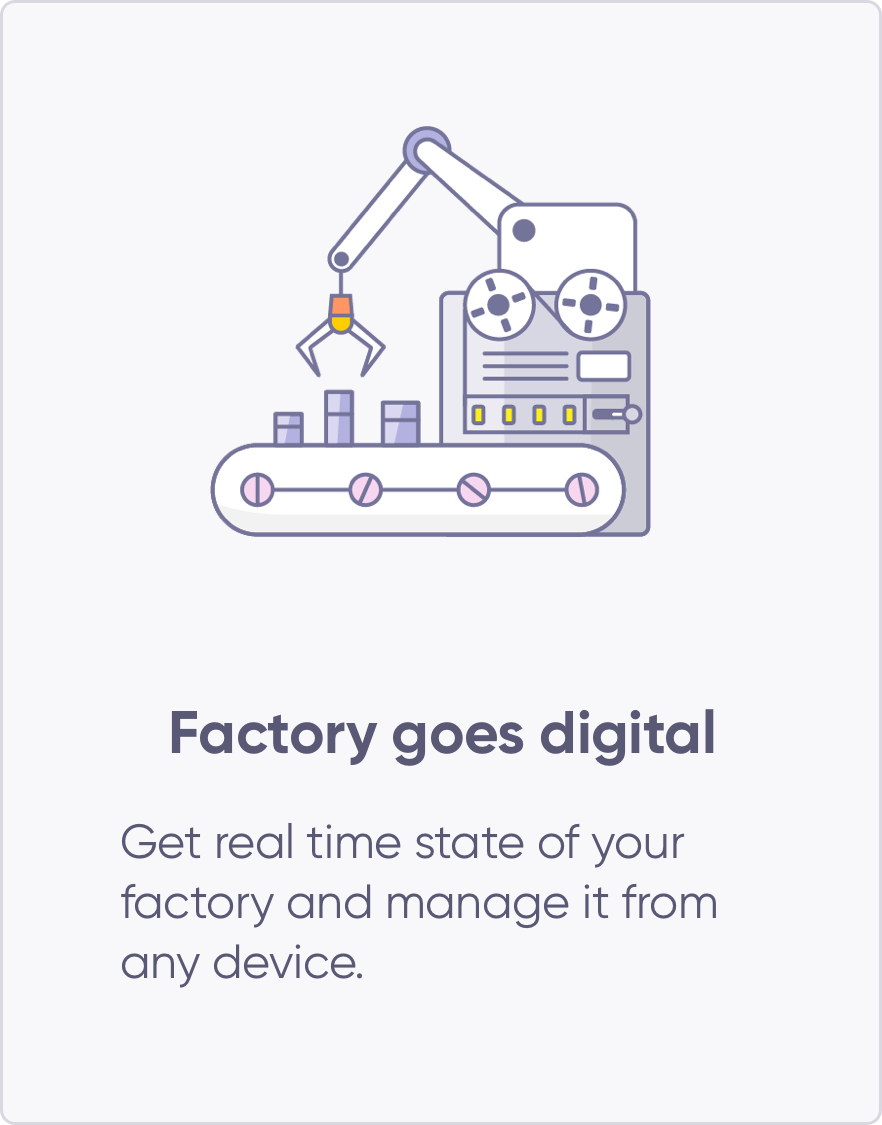 Factory goes digital
Get real time state of your
factory and manage it from
any device.